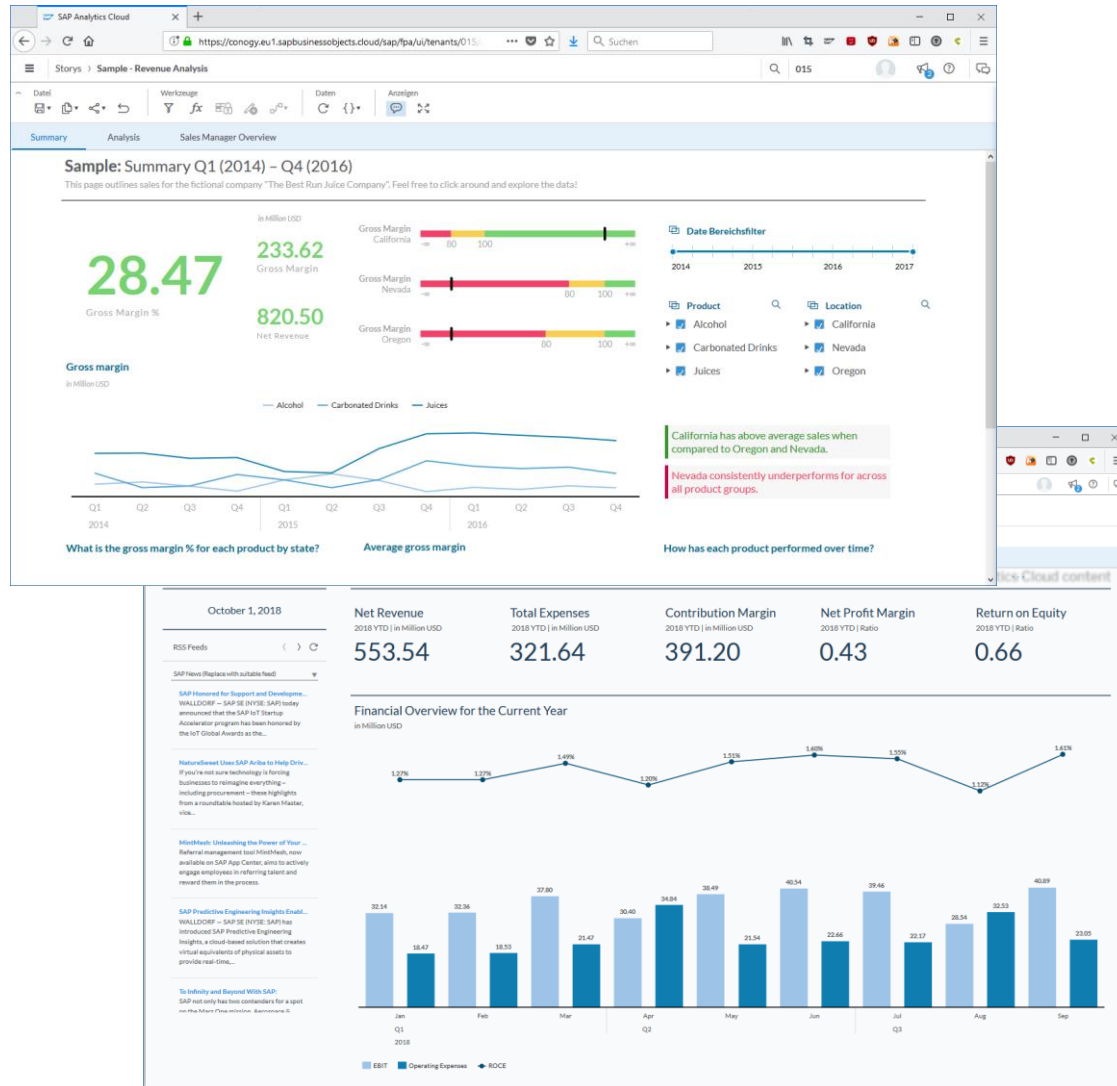 SAP Analytics Cloud
https://conogy.eu1.sapbusinessobjects.cloud/sap/fpa/ui/tenants/015/
Suchen
Storys > Sample - Revenue Analysis
015
2
Datei Werkzeuge Daten Anzeigen
fx
Summary Analysis Sales Manager Overview
Sample: Summary Q1 (2014) – Q4 (2016)
This page outlines sales for the fictional company "The Best Run Juice Company". Feel free to click around and explore the data!
28.47
Gross Margin %
in Million USD
233.62
Gross Margin
820.50
Net Revenue
Gross Margin
California
-∞ 80 100 +∞
Gross Margin
Nevada
-∞ 80 100 +∞
Gross Margin
Oregon
-∞ 80 100 +∞
Date Bereichsfilter
2014 2015 2016 2017
Product
Alcohol
Carbonated Drinks
Juices
Location
California
Nevada
Oregon
Gross margin
in Million USD
Alcohol Carbonated Drinks Juices
Q1 Q2 Q3 Q4 Q1 Q2 Q3 Q4 Q1 Q2 Q3 Q4
2014 2015 2016
California has above average sales when
compared to Oregon and Nevada.
Nevada consistently underperforms for across
all product groups.
What is the gross margin % for each product by state?
Average gross margin
How has each product performed over time?
2
Cloud content
October 1, 2018
RSS Feeds
SAP News (Replace with suitable feed)
SAP Honored for Support and Developme...
WALLDORF — SAP SE (NYSE: SAP) today
announced that the SAP IoT Startup
Accelerator program has been honored by
the IoT Global Awards as the...
NatureSweet Uses SAP Ariba to Help Driv...
If you're not sure technology is forcing
businesses to reimagine everything –
including procurement – these highlights
from a roundtable hosted by Karen Master,
vice...
MintMesh: Unleashing the Power of Your ...
Referral management tool MintMesh, now
available on SAP App Center, aims to actively
engage employees in referring talent and
reward them in the process.
SAP Predictive Engineering Insights Enabl...
WALLDORF — SAP SE (NYSE: SAP) has
introduced SAP Predictive Engineering
Insights, a cloud-based solution that creates
virtual equivalents of physical assets to
provide real-time,...
To Infinity and Beyond With SAP:
SAP not only has two contenders for a spot
on the Mars One mission. Aerospace &
Net Revenue
2018 YTD | in Million USD
553.54
Total Expenses
2018 YTD | in Million USD
321.64
Contribution Margin
2018 YTD | in Million USD
391.20
Net Profit Margin
2018 YTD | Ratio
0.43
Return on Equity
2018 YTD | Ratio
0.66
Financial Overview for the Current Year
in Million USD
1.27% 1.27% 1.49% 1.20% 1.51% 1.60% 1.55% 1.12% 1.61%
32.14 18.47 32.36 18.53 37.80 21.47 30.40 34.84 38.49 21.54 40.54 22.66 39.46 22.17 28.54 32.53 40.89 23.05
Jan Feb Mar Apr May Jun Jul Aug Sep
Q1 Q2 Q3
2018
EBIT Operating Expenses ROCE